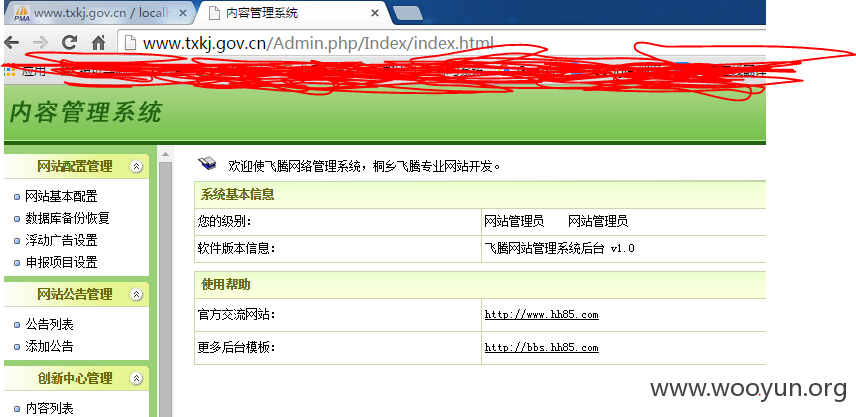 www.txkj.gov.cn / localh
内容管理系统
www.txkj.gov.cn/Admin.php/Index/index.html
应用
内容管理系统
网站配置管理
网站基本配置
数据库备份恢复
浮动广告设置
申报项目设置
网站公告管理
公告列表
添加公告
创新中心管理
内容列表
欢迎使飞腾网络管理系统，桐乡飞腾专业网站开发。
系统基本信息
您的级别： 网站管理员 网站管理员
软件版本信息： 飞腾网站管理系统后台 v1.0
使用帮助
官方交流网站： http://www.hh85.com
更多后台模板： http://bbs.hh85.com
www.wooyun.org